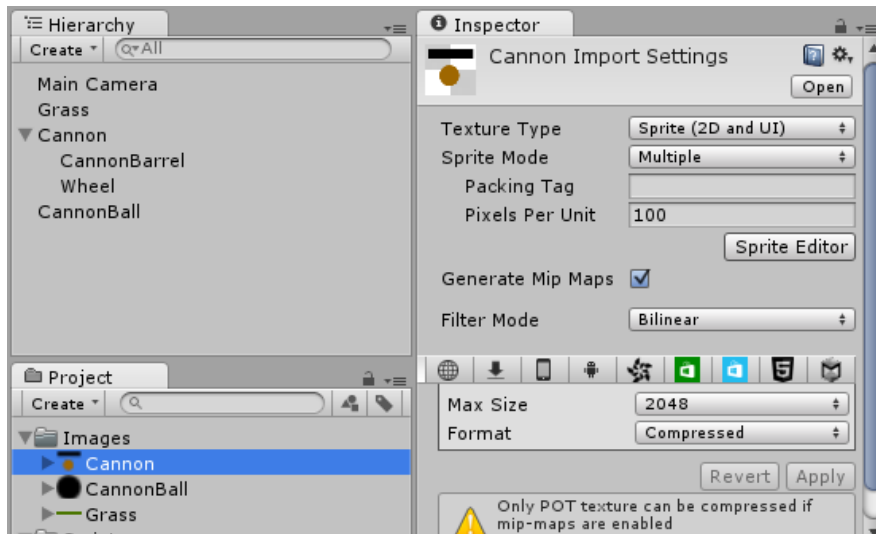 Hierarchy
Create All
Main Camera
Grass
Cannon
CannonBarrel
Wheel
CannonBall
Project
Create
Images
Cannon
CannonBall
Grass
Inspector
Cannon Import Settings
Open
Texture Type Sprite (2D and UI)
Sprite Mode Multiple
Packing Tag
Pixels Per Unit 100
Sprite Editor
Generate Mip Maps
Filter Mode Bilinear
Max Size 2048
Format Compressed
Revert Apply
Only POT texture can be compressed if
mip-maps are enabled